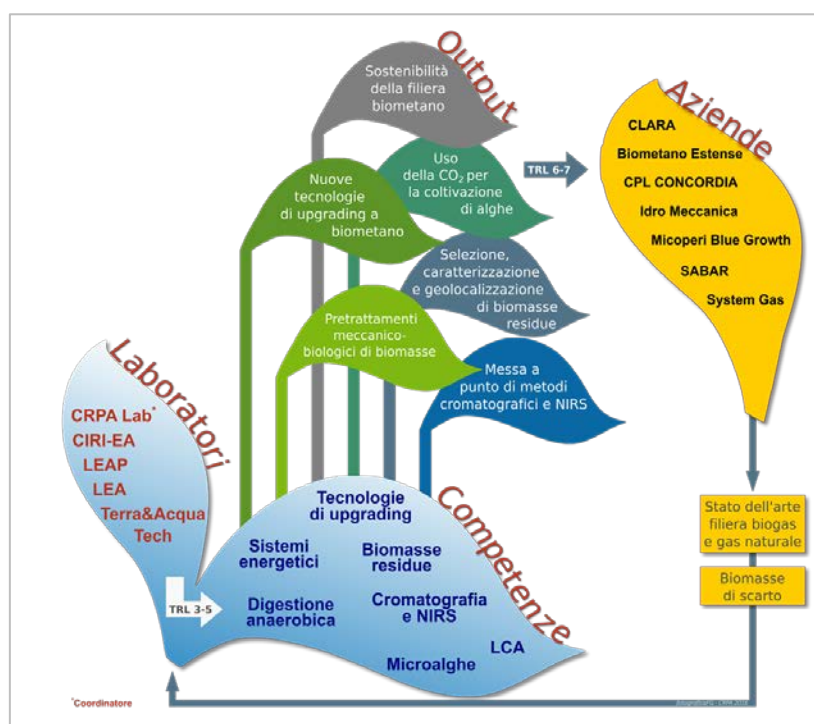 Output
Sostenibilità
della filiera
biometano
Uso
della CO₂ per
la coltivazione
di alghe
Nuove
tecnologie
di upgrading a
biometano
Selezione,
caratterizzazione
e geolocalizzazione
di biomasse
residue
Pretrattamenti
meccanico-
biologici di biomasse
Messa a
punto di metodi
cromatografici e NIRS
TRL 6-7
Aziende
CLARA
Biometano Estense
CPL CONCORDIA
Idro Meccanica
Micoperi Blue Growth
SABAR
System Gas
Stato dell'arte
filiera biogas
e gas naturale
Biomasse
di scarto
Laboratori
CRPA Lab*
CIRI-EA
LEAP
LEA
Terra&Acqua
Tech
TRL 3-5
Competenze
Tecnologie
di upgrading
Sistemi
energetici
Biomasse
residue
Digestione
anaerobica
Cromatografia
e NIRS
LCA
Microalghe
*Coordinatore